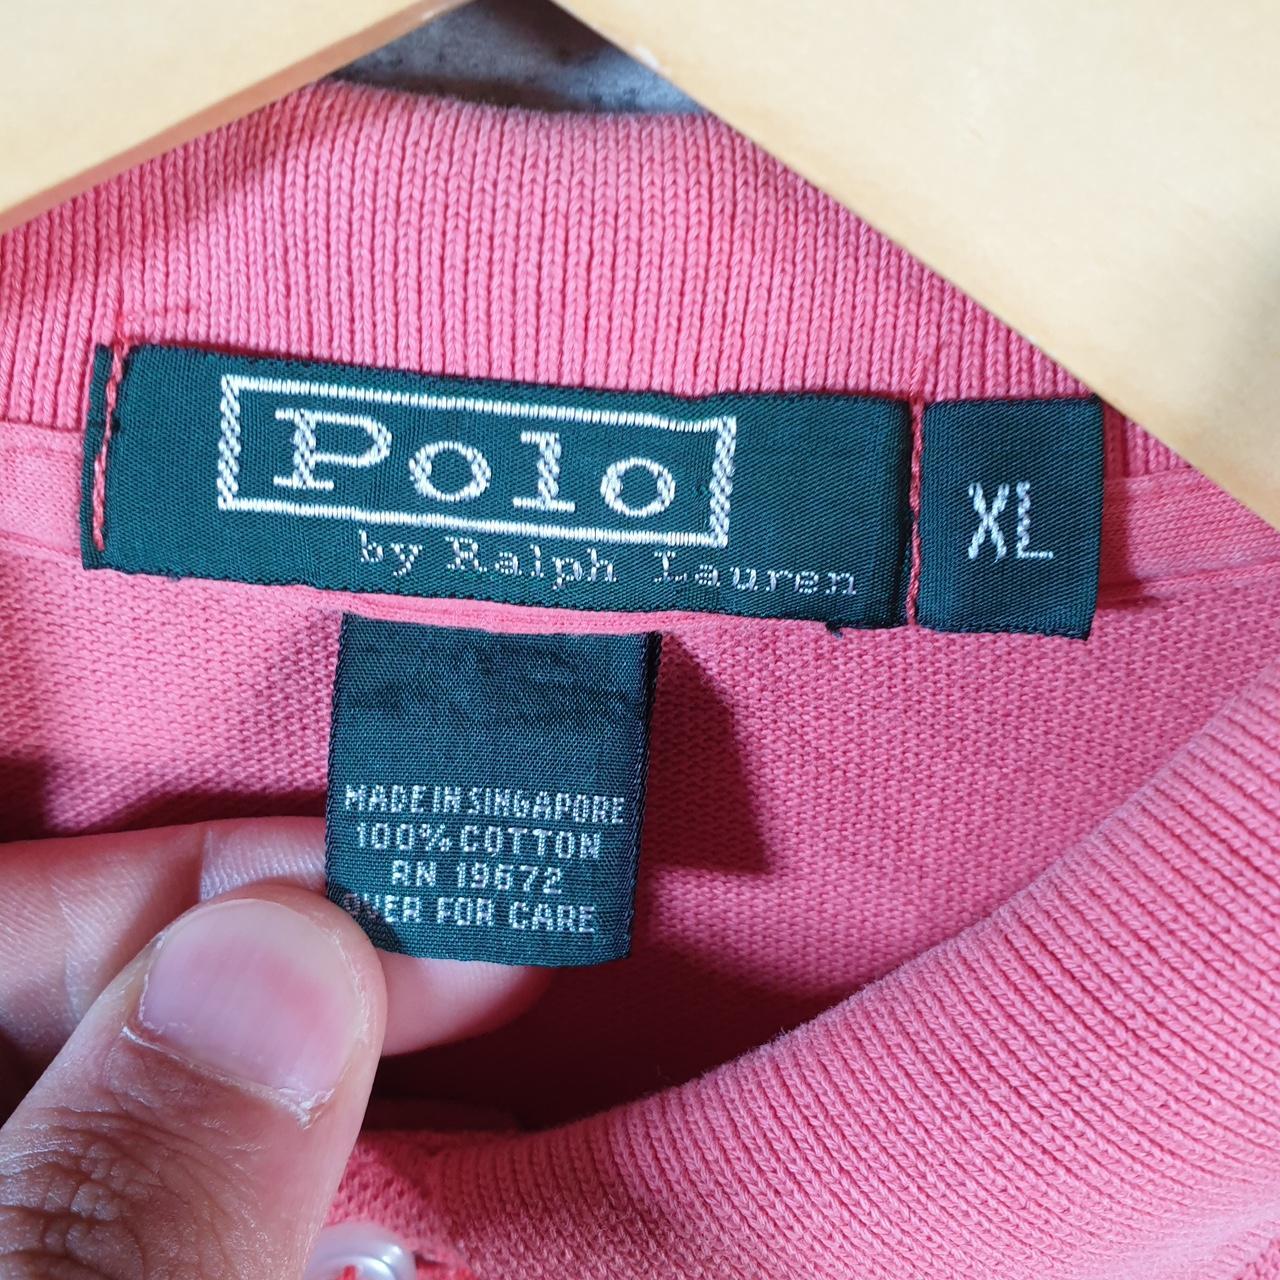 Polo
by Ralph Lauren
XL
MADE IN SINGAPORE
100% COTTON
RN 19672
OVER FOR CARE